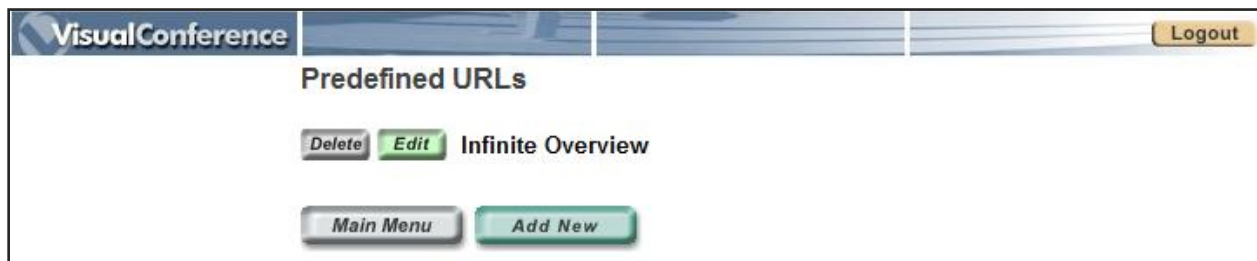 VisualConference Logout
Predefined URLs
Delete Edit Infinite Overview
Main Menu Add New